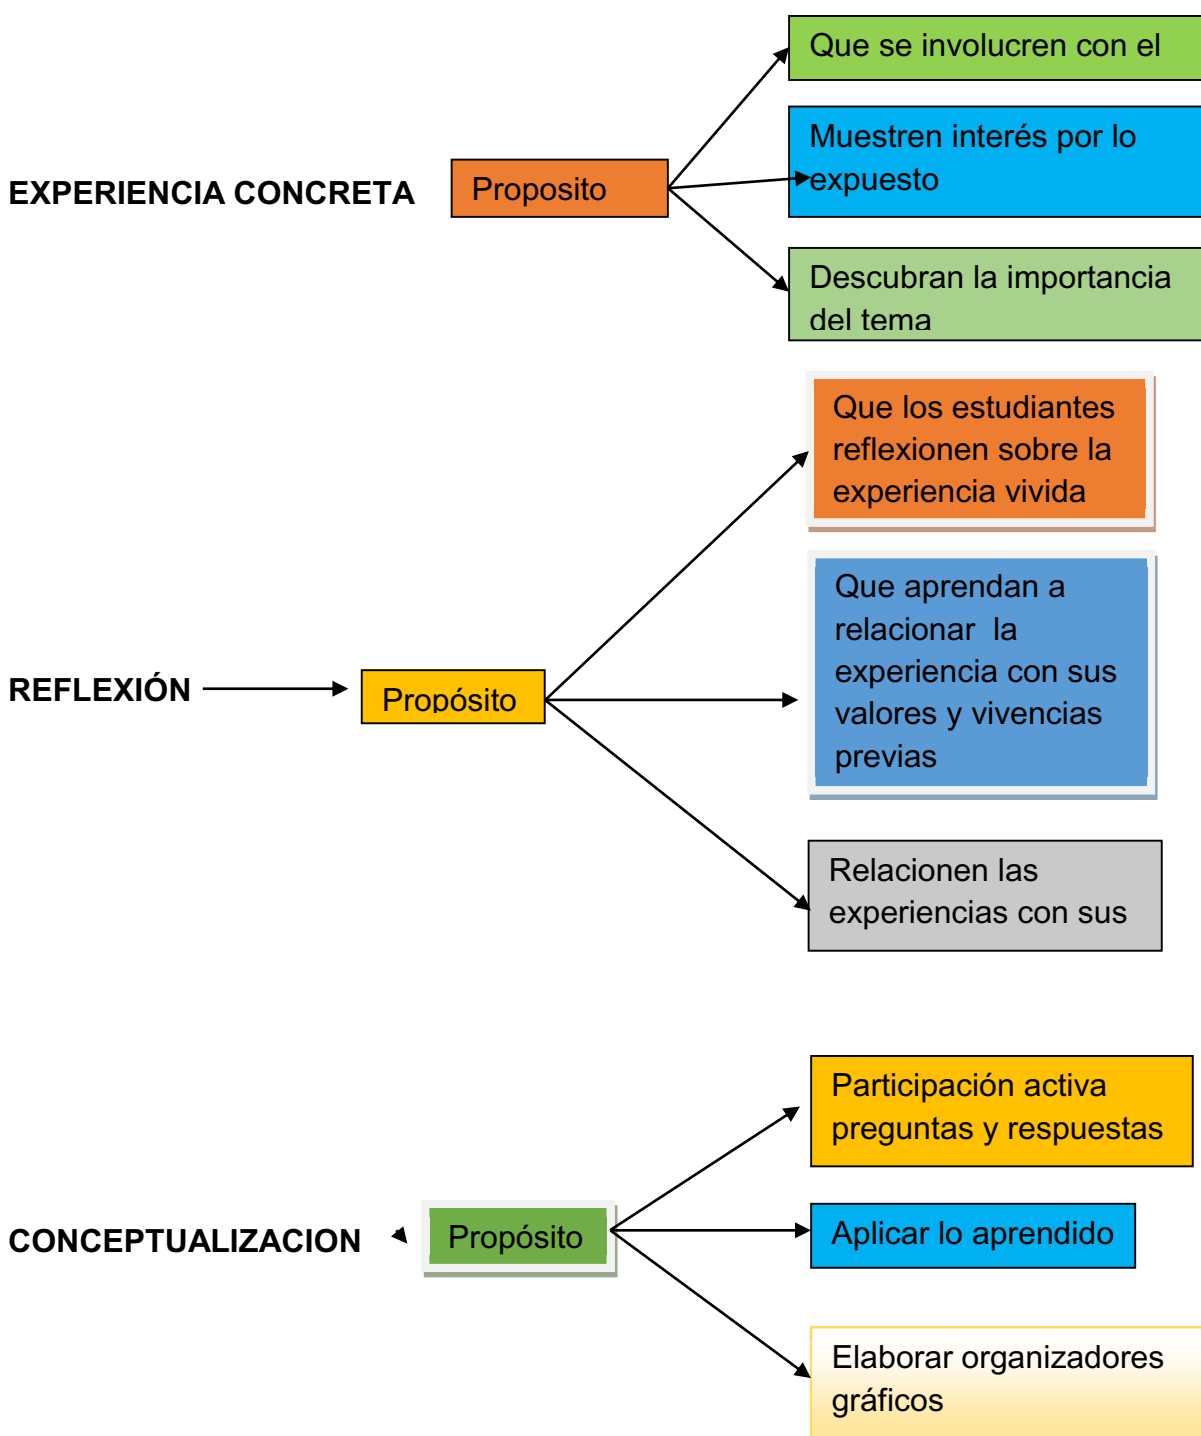 EXPERIENCIA CONCRETA
Proposito
Que se involucren con el
Muestren interés por lo
expuesto
Descubran la importancia
del tema
REFLEXIÓN
Propósito
Que los estudiantes
reflexionen sobre la
experiencia vivida
Que aprendan a
relacionar  la
experiencia con sus
valores y vivencias
previas
Relacionen las
experiencias con sus
CONCEPTUALIZACION
Propósito
Participación activa
preguntas y respuestas
Aplicar lo aprendido
Elaborar organizadores
gráficos